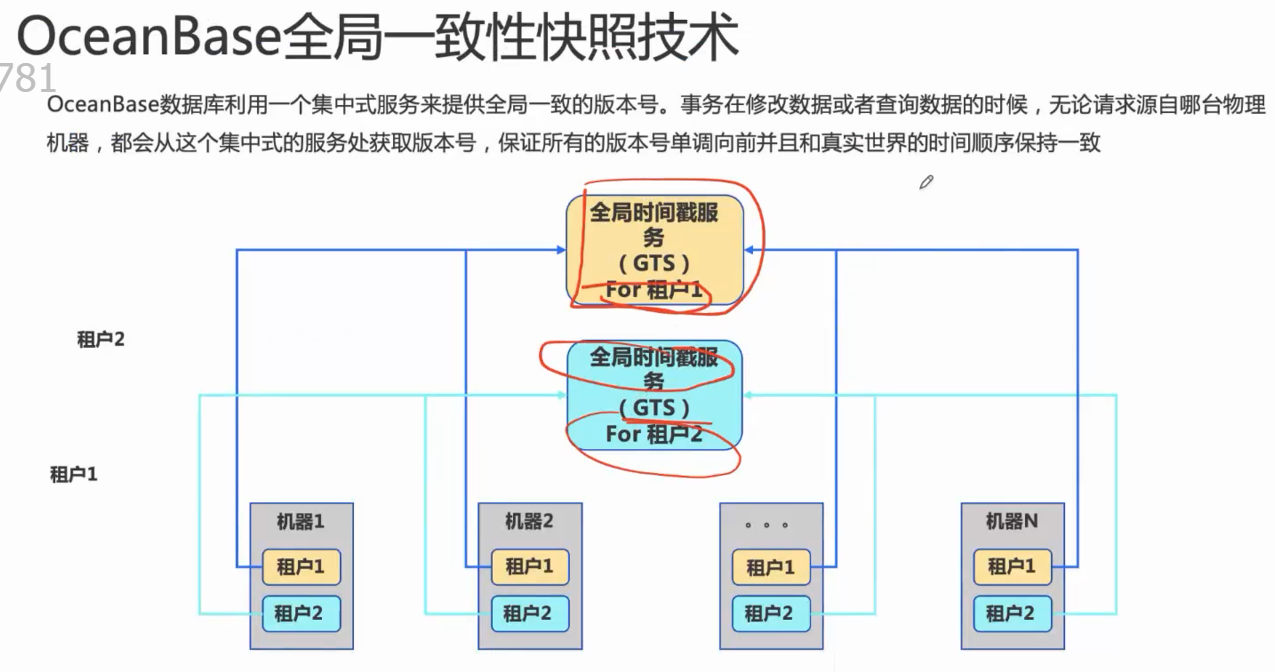 OceanBase全局一致性快照技术
781
OceanBase数据库利用一个集中式服务来提供全局一致的版本号。事务在修改数据或者查询数据的时候，无论请求源自哪台物理
机器，都会从这个集中式的服务处获取版本号，保证所有的版本号单调向前并且和真实世界的时间顺序保持一致
全局时间戳服
务
（GTS）
For 租户1
租户2
全局时间戳服
务
（GTS）
For 租户2
租户1
机器1
租户1
租户2
机器2
租户1
租户2
。。。
租户1
租户2
机器N
租户1
租户2